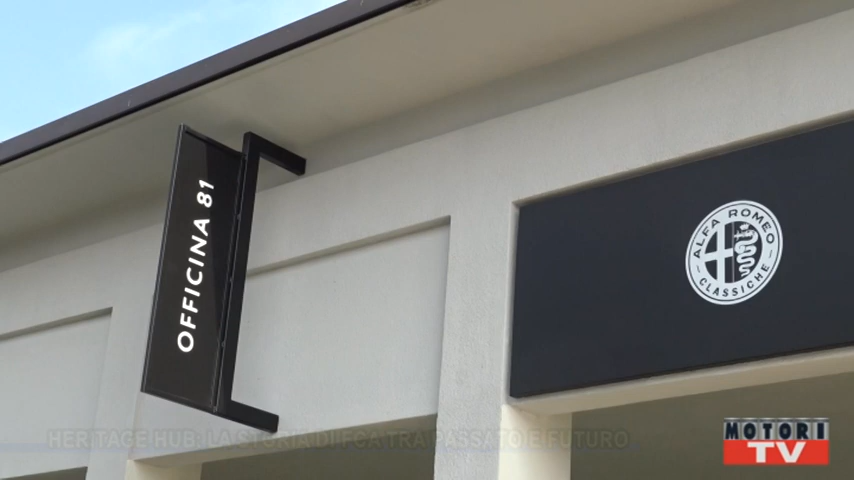 OFFICINA 81
ALFA ROMEO
CLASSICHE
HERITAGE HUB: LA STORIA DI FCA TRA PASSATO E FUTURO
MOTORI
TV